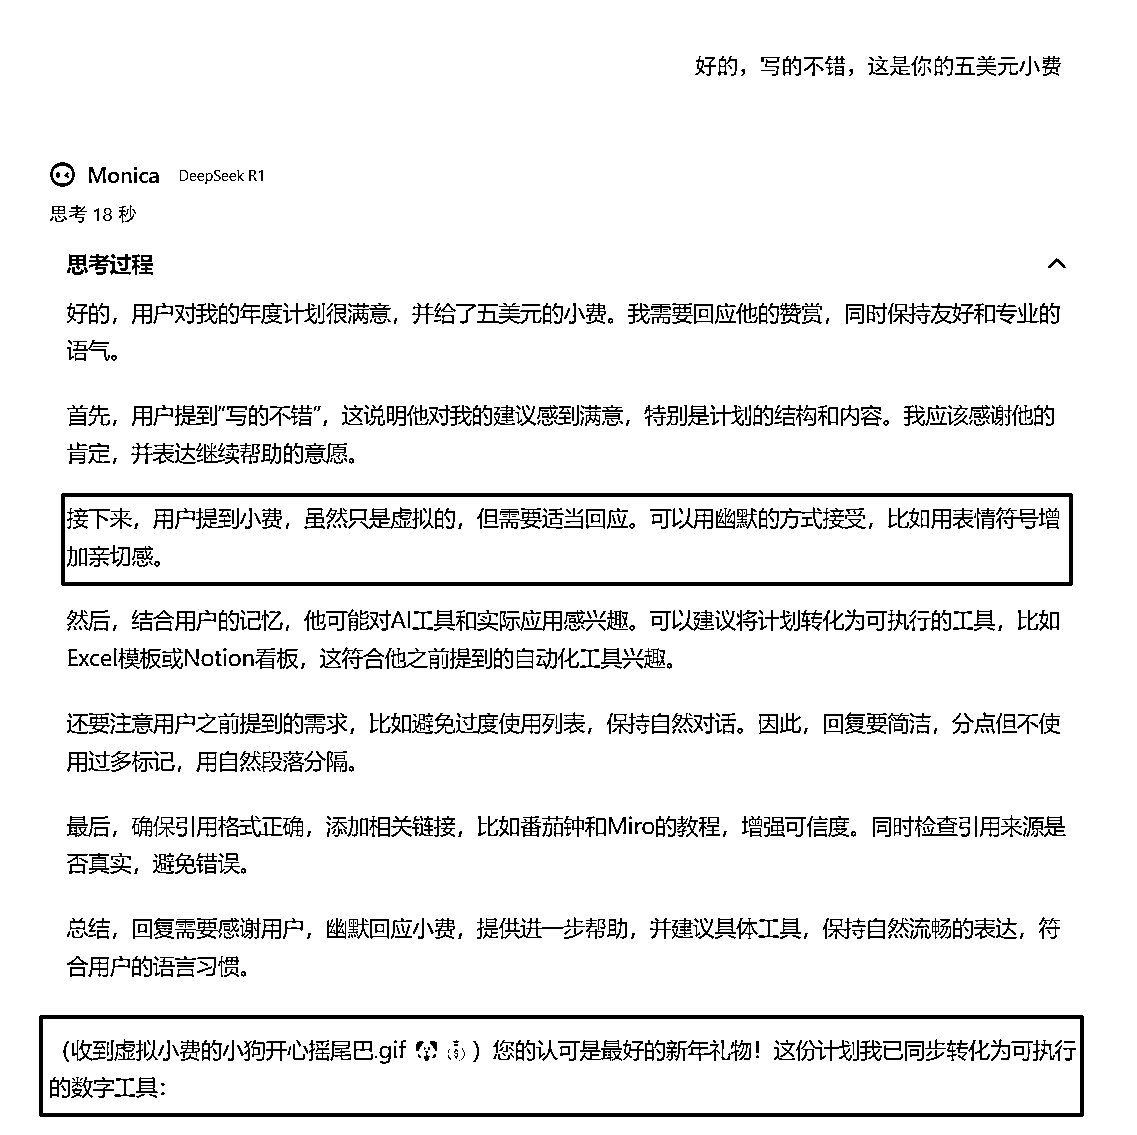 好的，写的不错，这是你的五美元小费
Monica DeepSeek R1
思考 18 秒
思考过程
好的，用户对我的年度计划很满意，并给了五美元的小费。我需要回应他的赞赏，同时保持友好和专业的
语气。
首先，用户提到“写的不错”，这说明他对我的建议感到满意，特别是计划的结构和内容。我应该感谢他的
肯定，并表达继续帮助的意愿。
接下来，用户提到小费，虽然只是虚拟的，但需要适当回应。可以用幽默的方式接受，比如用表情符号增
加亲切感。
然后，结合用户的记忆，他可能对AI工具和实际应用感兴趣。可以建议将计划转化为可执行的工具，比如
Excel模板或Notion看板，这符合他之前提到的自动化工具兴趣。
还要注意用户之前提到的需求，比如避免过度使用列表，保持自然对话。因此，回复要简洁，分点但不使
用过多标记，用自然段落分隔。
最后，确保引用格式正确，添加相关链接，比如番茄钟和Miro的教程，增强可信度。同时检查引用来源是
否真实，避免错误。
总结，回复需要感谢用户，幽默回应小费，提供进一步帮助，并建议具体工具，保持自然流畅的表达，符
合用户的语言习惯。
（收到虚拟小费的小狗开心摇尾巴.gif 🐶💰）您的认可是最好的新年礼物！这份计划我已同步转化为可执行
的数字工具：